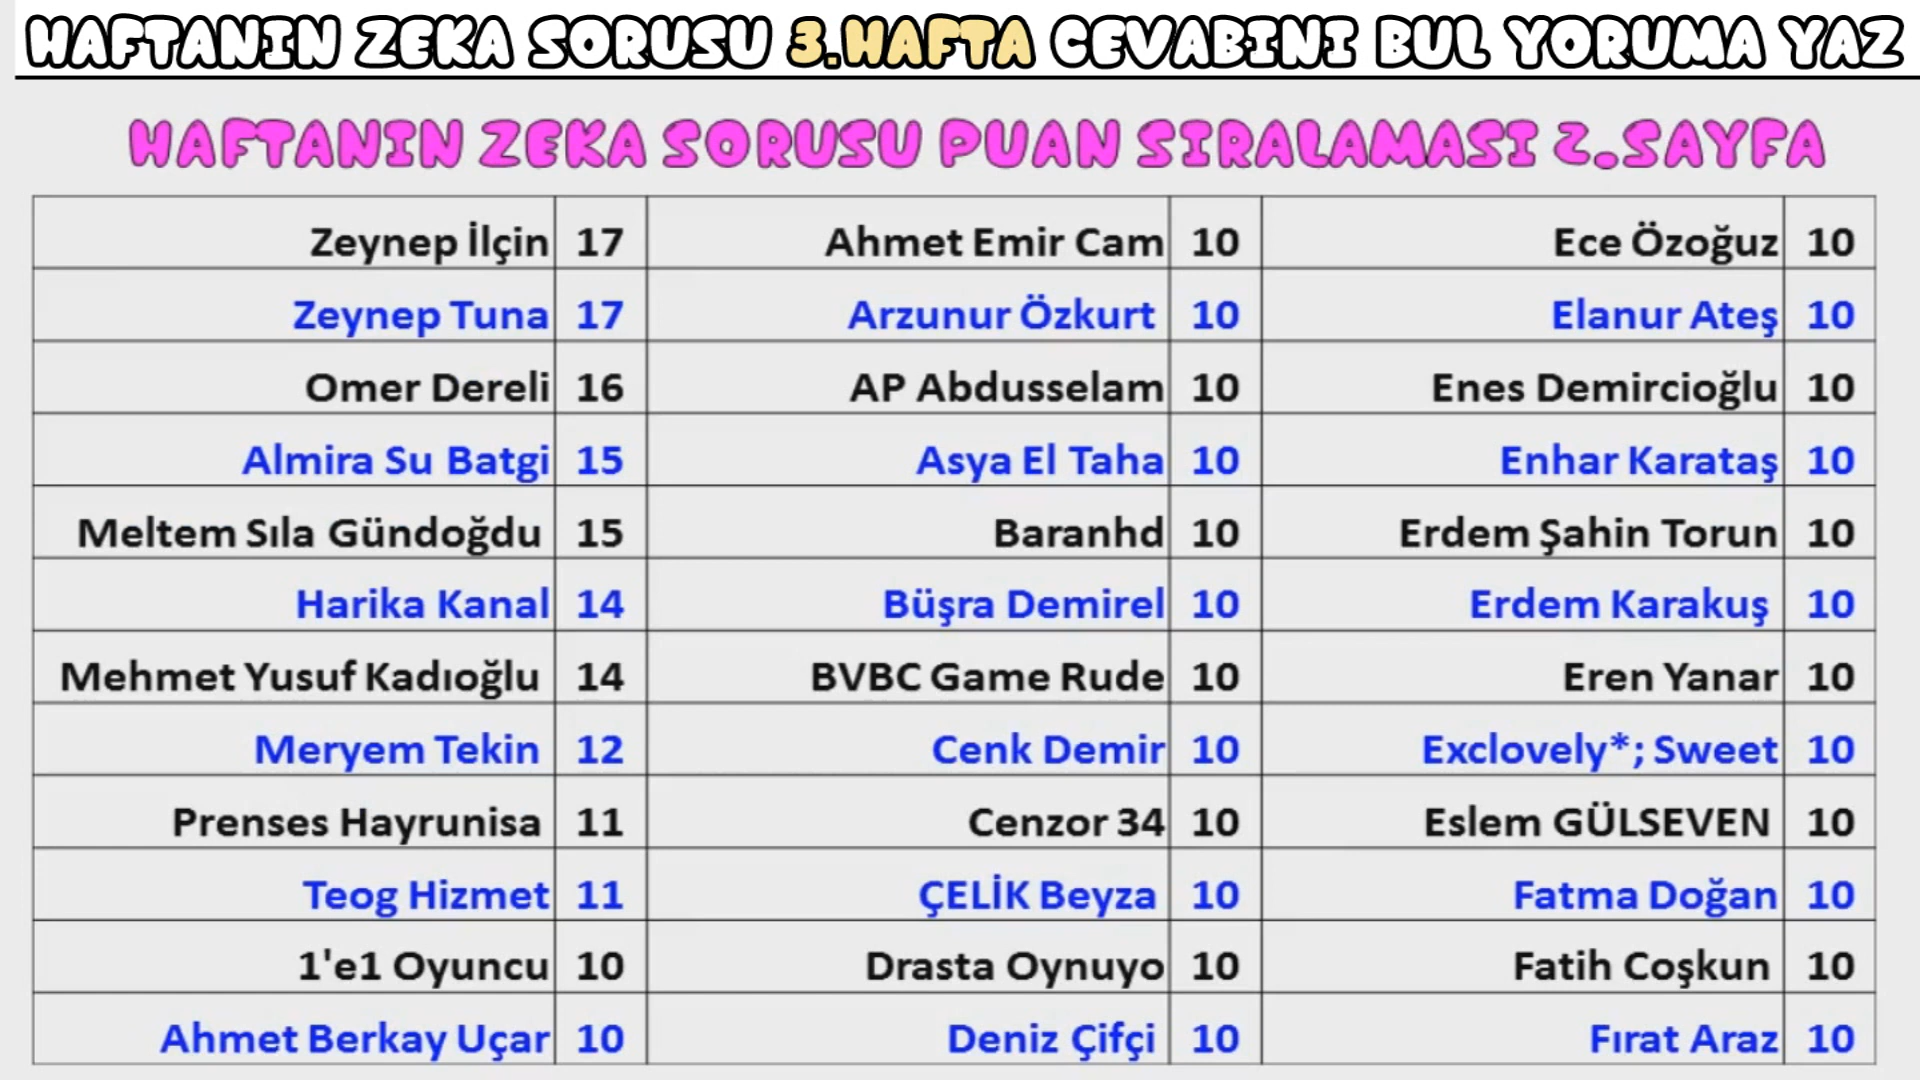 HAFTANIN ZEKA SORUSU 3.HAFTA CEVABINI BUL YORUMA YAZ
HAFTANIN ZEKA SORUSU PUAN SIRALAMASI 2.SAYFA
Zeynep İlçin 17 Ahmet Emir Cam 10 Ece Özoğuz 10
Zeynep Tuna 17 Arzunur Özkurt 10 Elanur Ateş 10
Omer Dereli 16 AP Abdusselam 10 Enes Demircioğlu 10
Almira Su Batgi 15 Asya El Taha 10 Enhar Karataş 10
Meltem Sıla Gündoğdu 15 Baranhd 10 Erdem Şahin Torun 10
Harika Kanal 14 Büşra Demirel 10 Erdem Karakuş 10
Mehmet Yusuf Kadıoğlu 14 BVBC Game Rude 10 Eren Yanar 10
Meryem Tekin 12 Cenk Demir 10 Exclovely*; Sweet 10
Prenses Hayrunisa 11 Cenzor 34 10 Eslem GÜLSEVEN 10
Teog Hizmet 11 ÇELİK Beyza 10 Fatma Doğan 10
1'e1 Oyuncu 10 Drasta Oynuyo 10 Fatih Coşkun 10
Ahmet Berkay Uçar 10 Deniz Çifçi 10 Fırat Araz 10